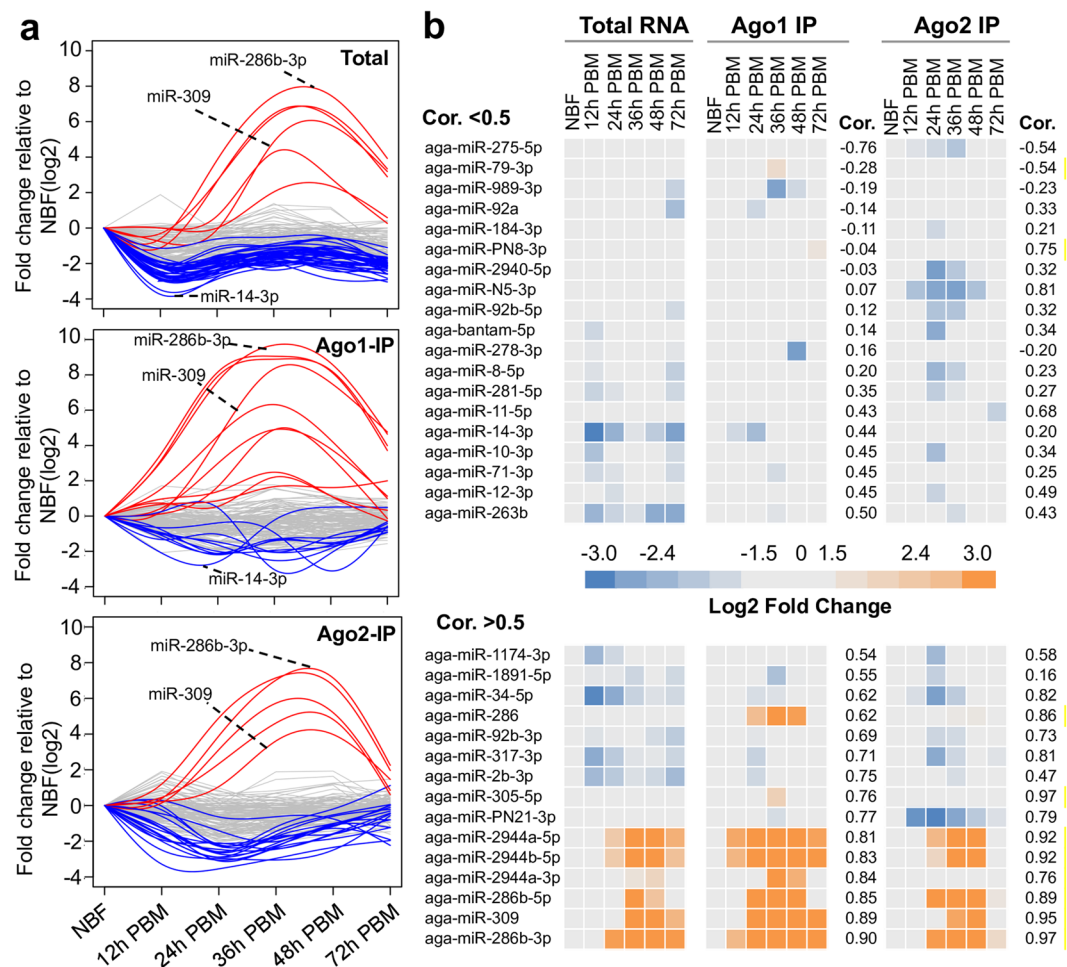 a
Fold change relative to
NBF(log2)
10
8
6
4
2
0
-2
-4
Total
miR-286b-3p
miR-309
miR-14-3p
Fold change relative to
NBF(log2)
10
8
6
4
2
0
-2
-4
Ago1-IP
miR-286b-3p
miR-309
miR-14-3p
Fold change relative to
NBF(log2)
10
8
6
4
2
0
-2
-4
Ago2-IP
miR-286b-3p
miR-309
NBF
12h PBM
24h PBM
36h PBM
48h PBM
72h PBM
b
Total RNA Ago1 IP Ago2 IP
NBF 12h PBM 24h PBM 36h PBM 48h PBM 72h PBM NBF 12h PBM 24h PBM 36h PBM 48h PBM 72h PBM NBF 12h PBM 24h PBM 36h PBM 48h PBM 72h PBM
Cor. <0.5 Cor. Cor.
aga-miR-275-5p -0.76 -0.54
aga-miR-79-3p -0.28 -0.54
aga-miR-989-3p -0.19 -0.23
aga-miR-92a -0.14 0.33
aga-miR-184-3p -0.11 0.21
aga-miR-PN8-3p -0.04 0.75
aga-miR-2940-5p -0.03 0.32
aga-miR-N5-3p 0.07 0.81
aga-miR-92b-5p 0.12 0.32
aga-bantam-5p 0.14 0.34
aga-miR-278-3p 0.16 -0.20
aga-miR-8-5p 0.20 0.23
aga-miR-281-5p 0.35 0.27
aga-miR-11-5p 0.43 0.68
aga-miR-14-3p 0.44 0.20
aga-miR-10-3p 0.45 0.34
aga-miR-71-3p 0.45 0.25
aga-miR-12-3p 0.45 0.49
aga-miR-263b 0.50 0.43
-3.0 -2.4 -1.5 0 1.5 2.4 3.0
Log2 Fold Change
Cor. >0.5
aga-miR-1174-3p 0.54 0.58
aga-miR-1891-5p 0.55 0.16
aga-miR-34-5p 0.62 0.82
aga-miR-286 0.62 0.86
aga-miR-92b-3p 0.69 0.73
aga-miR-317-3p 0.71 0.81
aga-miR-2b-3p 0.75 0.47
aga-miR-305-5p 0.76 0.97
aga-miR-PN21-3p 0.77 0.79
aga-miR-2944a-5p 0.81 0.92
aga-miR-2944b-5p 0.83 0.92
aga-miR-2944a-3p 0.84 0.76
aga-miR-286b-5p 0.85 0.89
aga-miR-309 0.89 0.95
aga-miR-286b-3p 0.90 0.97